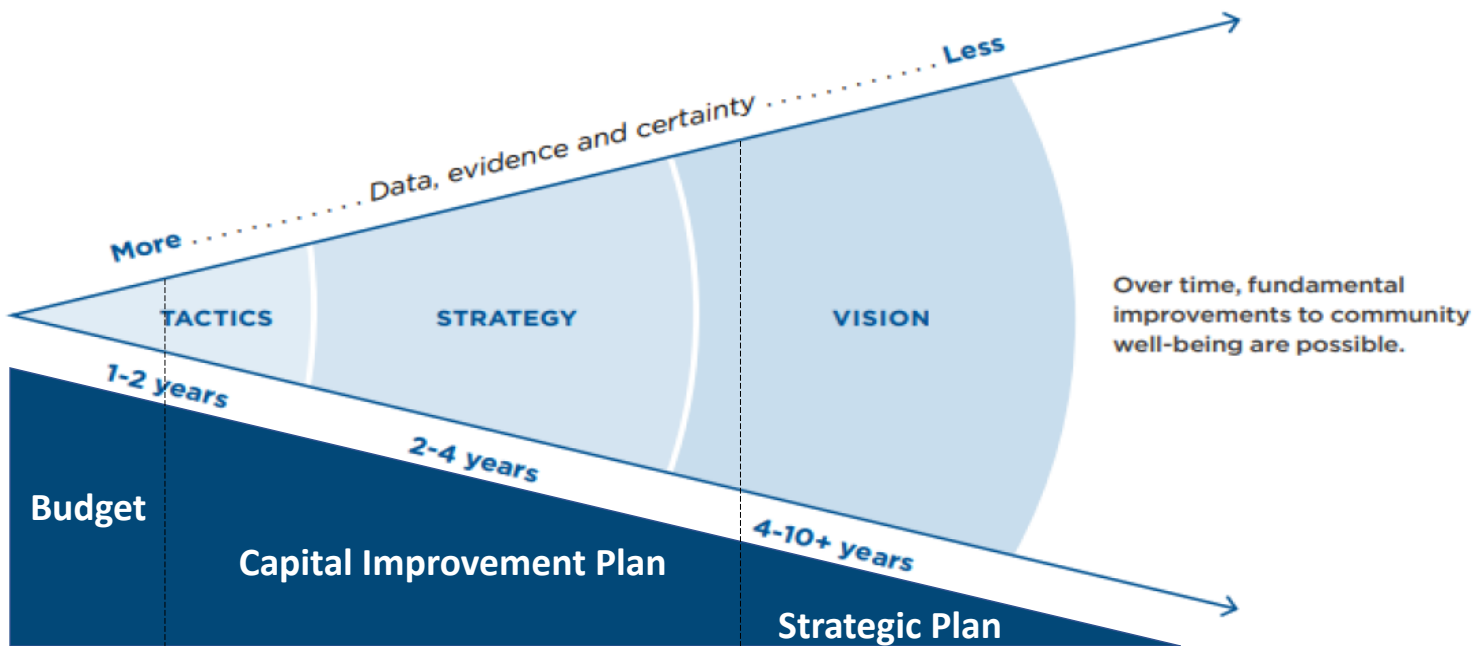 More . . . . . . . . . . . . Data, evidence and certainty . . . . . . . . . . . . Less
TACTICS
STRATEGY
VISION
Over time, fundamental
improvements to community
well-being are possible.
1-2 years
2-4 years
4-10+ years
Budget
Capital Improvement Plan
Strategic Plan